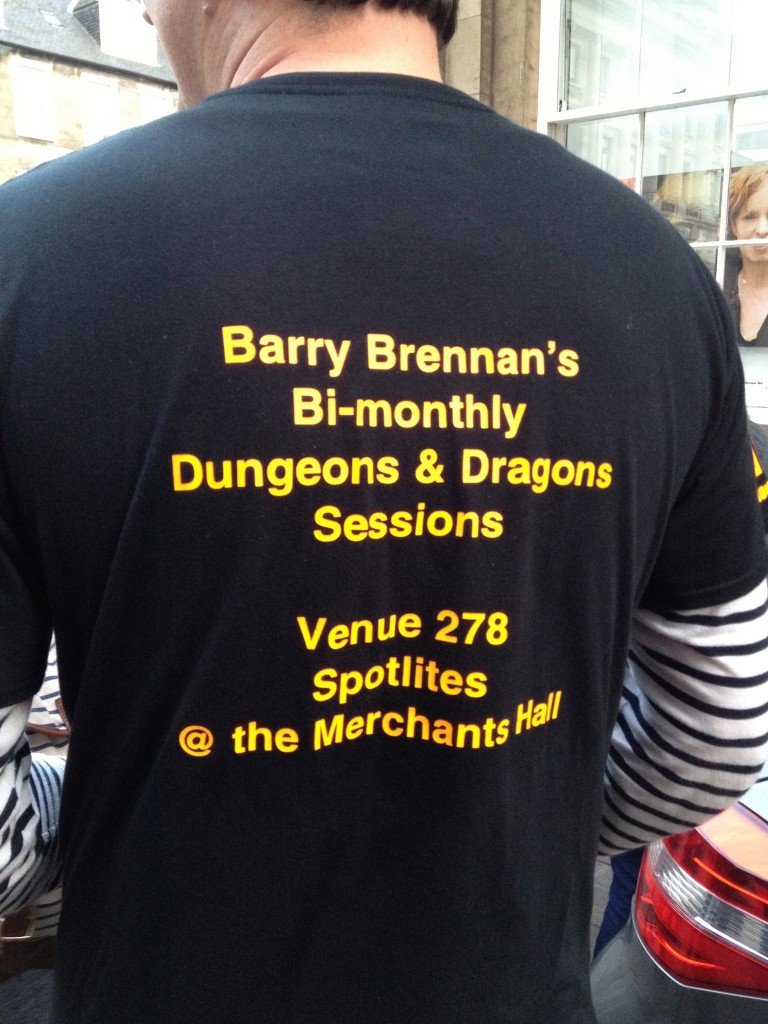 Barry Brennan's
Bi-monthly
Dungeons & Dragons
Sessions
Venue 278
Spotlites
@ the Merchants Hall